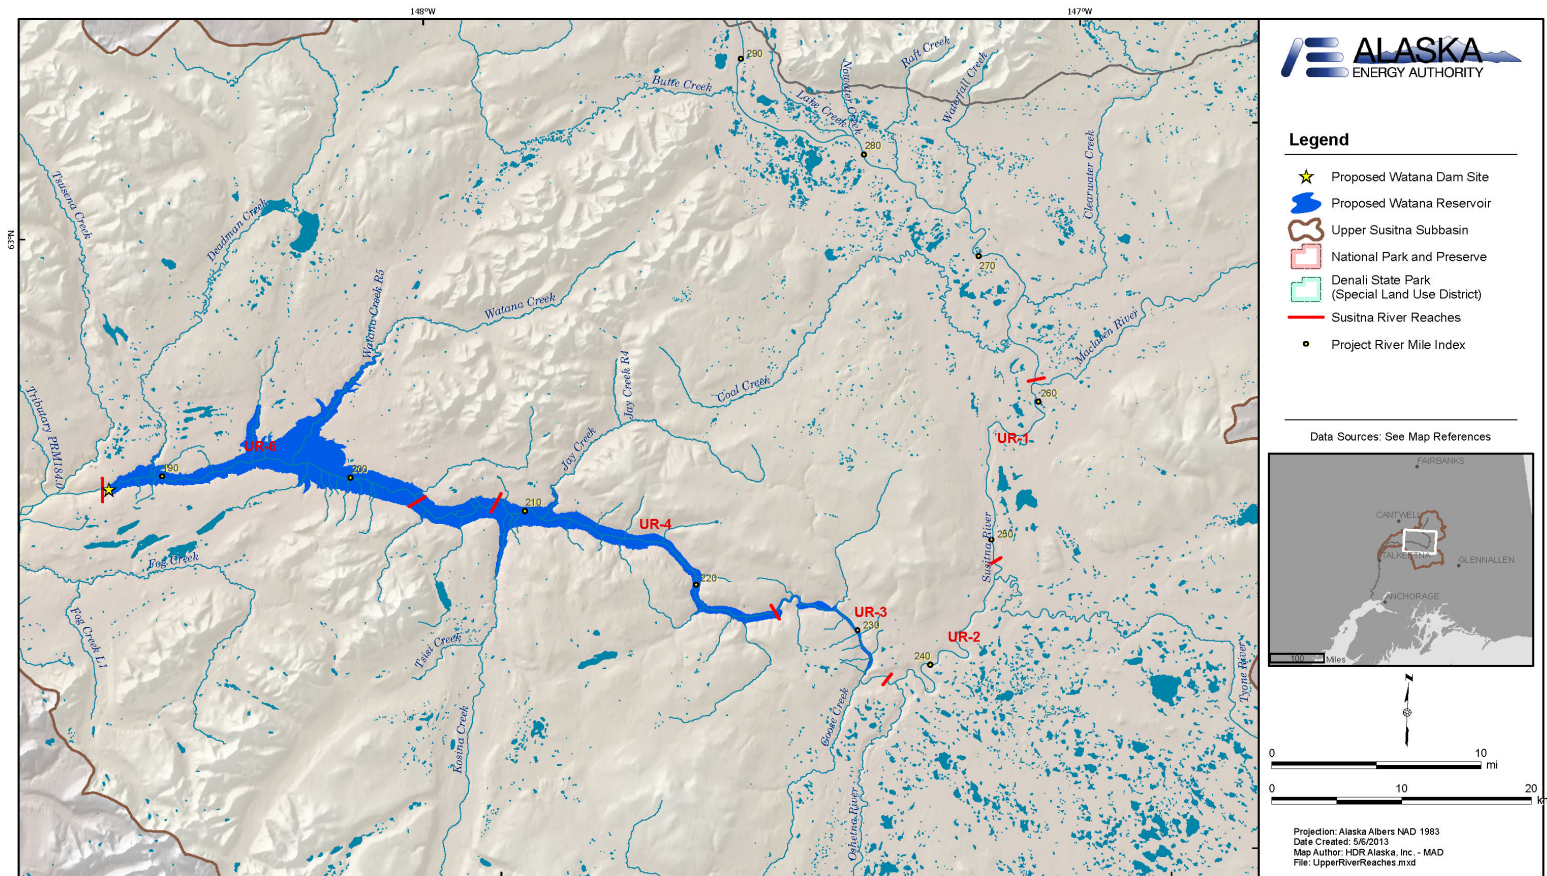 148°W
147°W
63°N
290
Butte Creek
Late Creek
Nowater Creek
Raft Creek
Waterfall Creek
280
Clearwater Creek
270
Maclaren River
260
UR-1
Tsusena Creek
Deadman Creek
Watana Creek R5
Watana Creek
Jay Creek R4
Coal Creek
Tributary PRM184.0
UR-5
190
200
Jay Creek
210
UR-4
Susitna River
250
Fog Creek
220
UR-3
230
UR-2
240
Fog Creek L1
Tsisi Creek
Kosina Creek
Goose Creek
Oshetna River
Tyone River
ALASKA
ENERGY AUTHORITY
Legend
Proposed Watana Dam Site
Proposed Watana Reservoir
Upper Susitna Subbasin
National Park and Preserve
Denali State Park
(Special Land Use District)
Susitna River Reaches
Project River Mile Index
Data Sources: See Map References
FAIRBANKS
CANTWELL
TALKEETNA
GLENNALLEN
ANCHORAGE
100 Miles
N
0 10
mi
0 10 20
km
Projection: Alaska Albers NAD 1983
Date Created: 5/6/2013
Map Author: HDR Alaska, Inc. - MAD
File: UpperRiverReaches.mxd